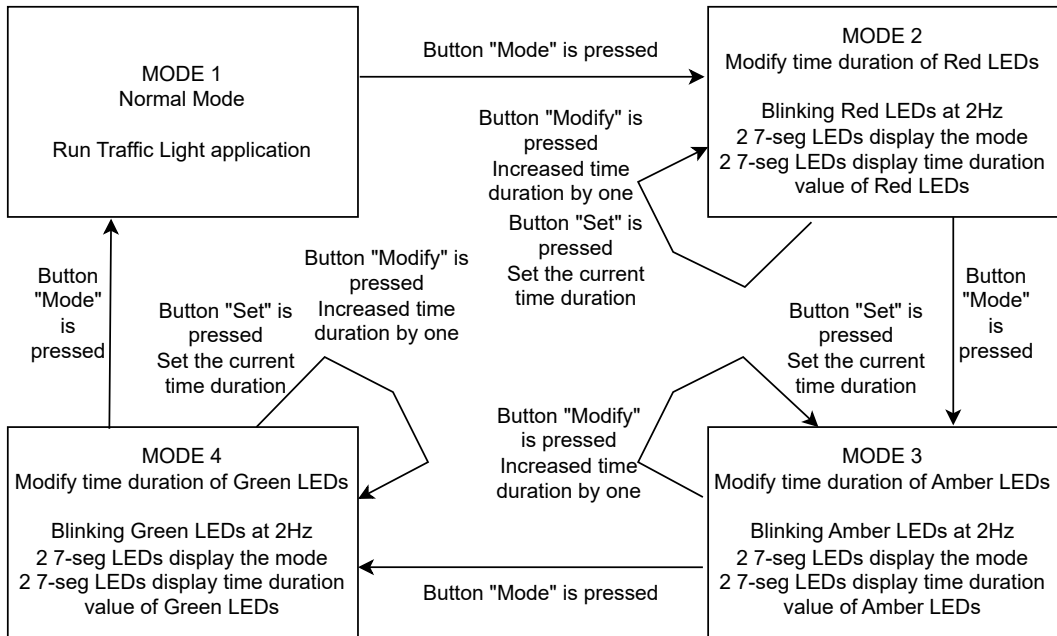 MODE 1
Normal Mode
Run Traffic Light application
Button "Mode" is pressed
MODE 2
Modify time duration of Red LEDs
Blinking Red LEDs at 2Hz
2 7-seg LEDs display the mode
2 7-seg LEDs display time duration
value of Red LEDs
Button "Modify" is
pressed
Increased time
duration by one
Button "Set" is
pressed
Set the current
time duration
Button
"Mode"
is
pressed
Button "Set" is
pressed
Set the current
time duration
Button "Modify" is
pressed
Increased time
duration by one
Button "Modify"
is pressed
Increased time
duration by one
Button "Set" is
pressed
Set the current
time duration
Button
"Mode"
is
pressed
MODE 4
Modify time duration of Green LEDs
Blinking Green LEDs at 2Hz
2 7-seg LEDs display the mode
2 7-seg LEDs display time duration
value of Green LEDs
Button "Mode" is pressed
MODE 3
Modify time duration of Amber LEDs
Blinking Amber LEDs at 2Hz
2 7-seg LEDs display the mode
2 7-seg LEDs display time duration
value of Amber LEDs